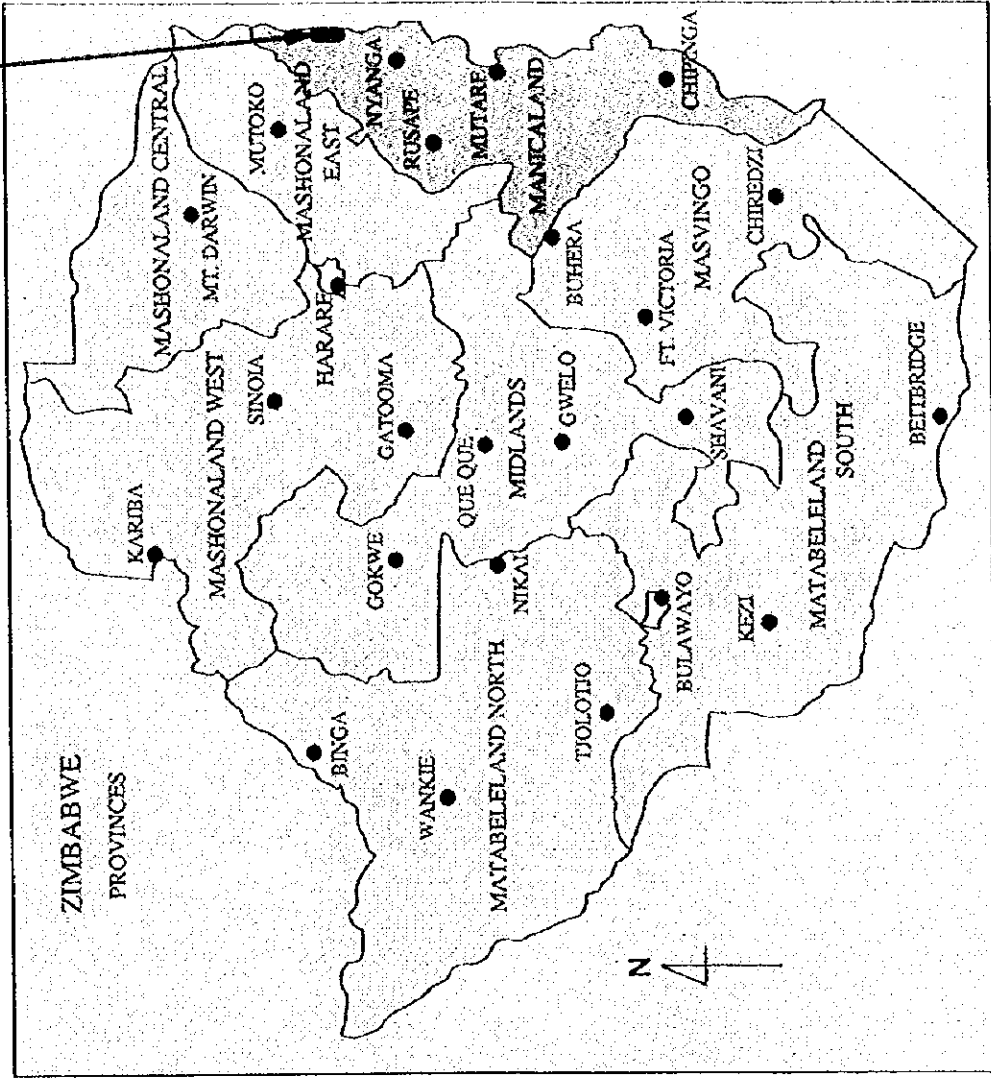 ZIMBABWE
PROVINCES
KARIBA
MASHONALAND CENTRAL
MT. DARWIN
MUTOKO
MASHONALAND WEST
SINOIA
MASHONALAND
EAST
HARARE
BINGA
GOKWE
GATOOMA
NYANGA
RUSAPE
WANKIE
QUE QUE
MUTARE
NIKAI
MIDLANDS
MANICALAND
MATABELELAND NORTH
GWELO
BUHERA
TJOLOTJO
BULAWAYO
FT. VICTORIA
CHIPINGA
SHAVANI
MASVINGO
KEZI
CHIREDZI
MATABELELAND
SOUTH
BEITBRIDGE
N